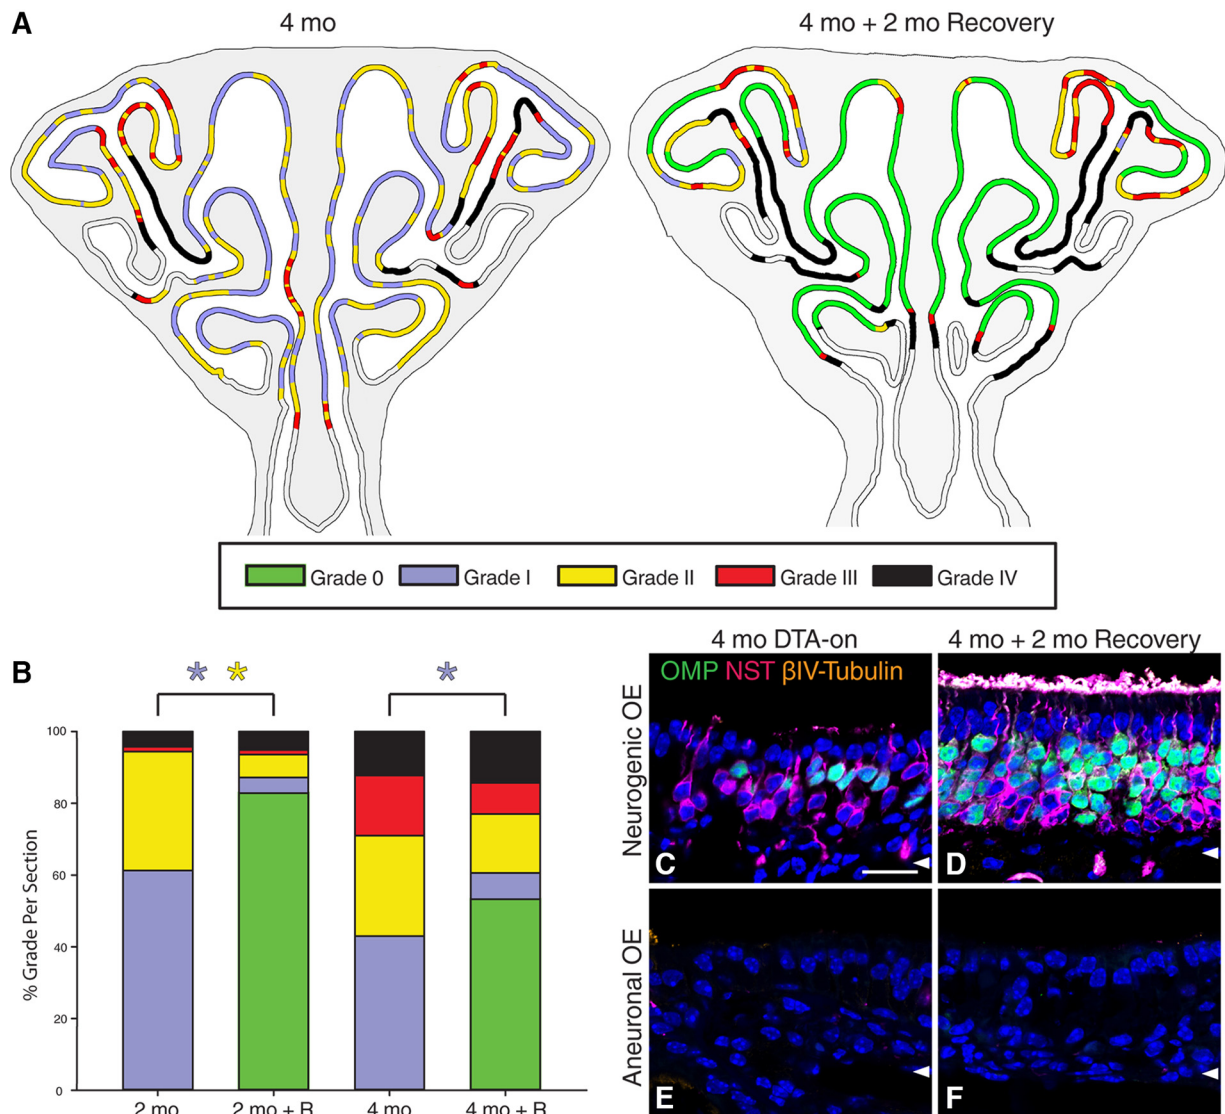 A
4 mo
4 mo + 2 mo Recovery
Grade 0
Grade I
Grade II
Grade III
Grade IV
B
* * *
% Grade Per Section
100
80
60
40
20
0
2 mo
2 mo + R
4 mo
4 mo + R
4 mo DTA-on
4 mo + 2 mo Recovery
OMP NST βIV-Tubulin
Neurogenic OE
C
D
Aneuronal OE
E
F